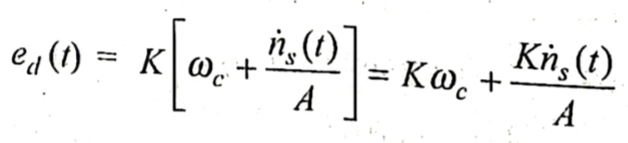 e_d(t) = K[ω_c + ṅ_s(t)/A] = Kω_c + Kṅ_s(t)/A